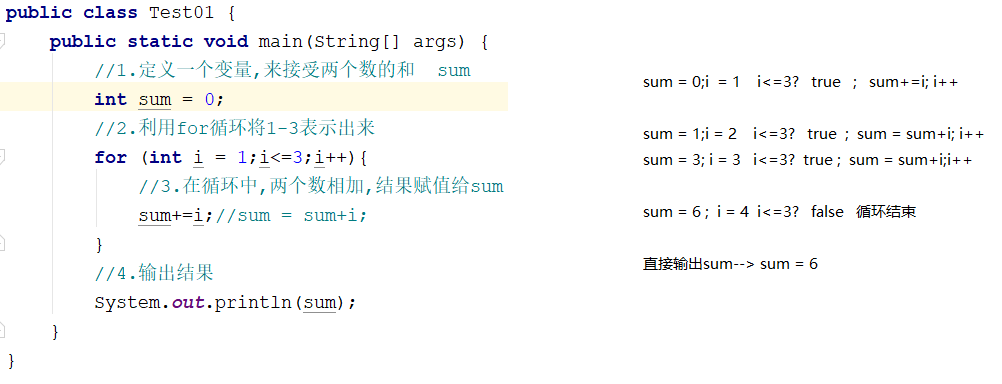 public class Test01 {
public static void main(String[] args) {
//1.定义一个变量,来接受两个数的和 sum
int sum = 0;
//2.利用for循环将1-3表示出来
for (int i = 1;i<=3;i++){
//3.在循环中,两个数相加,结果赋值给sum
sum+=i;//sum = sum+i;
}
//4.输出结果
System.out.println(sum);
}
}
sum = 0;i = 1 i<=3? true ; sum+=i; i++
sum = 1;i = 2 i<=3? true ; sum = sum+i; i++
sum = 3; i = 3 i<=3? true ; sum = sum+i;i++
sum = 6 ; i = 4 i<=3? false 循环结束
直接输出sum--> sum = 6